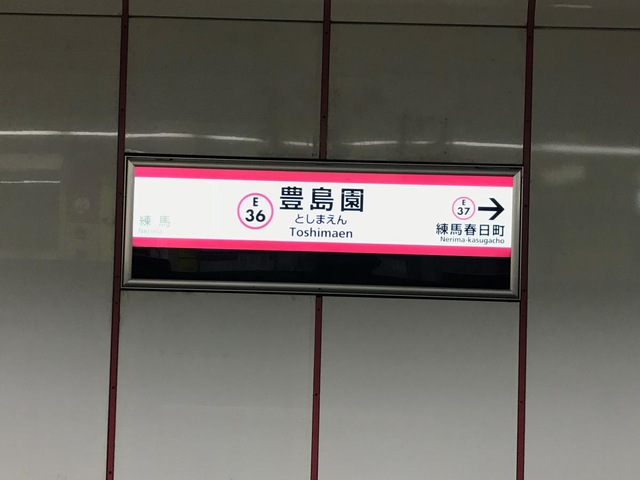 練馬
Nerima
E
36
豊島園
としまえん
Toshimaen
E
37
練馬春日町
Nerima-kasugacho